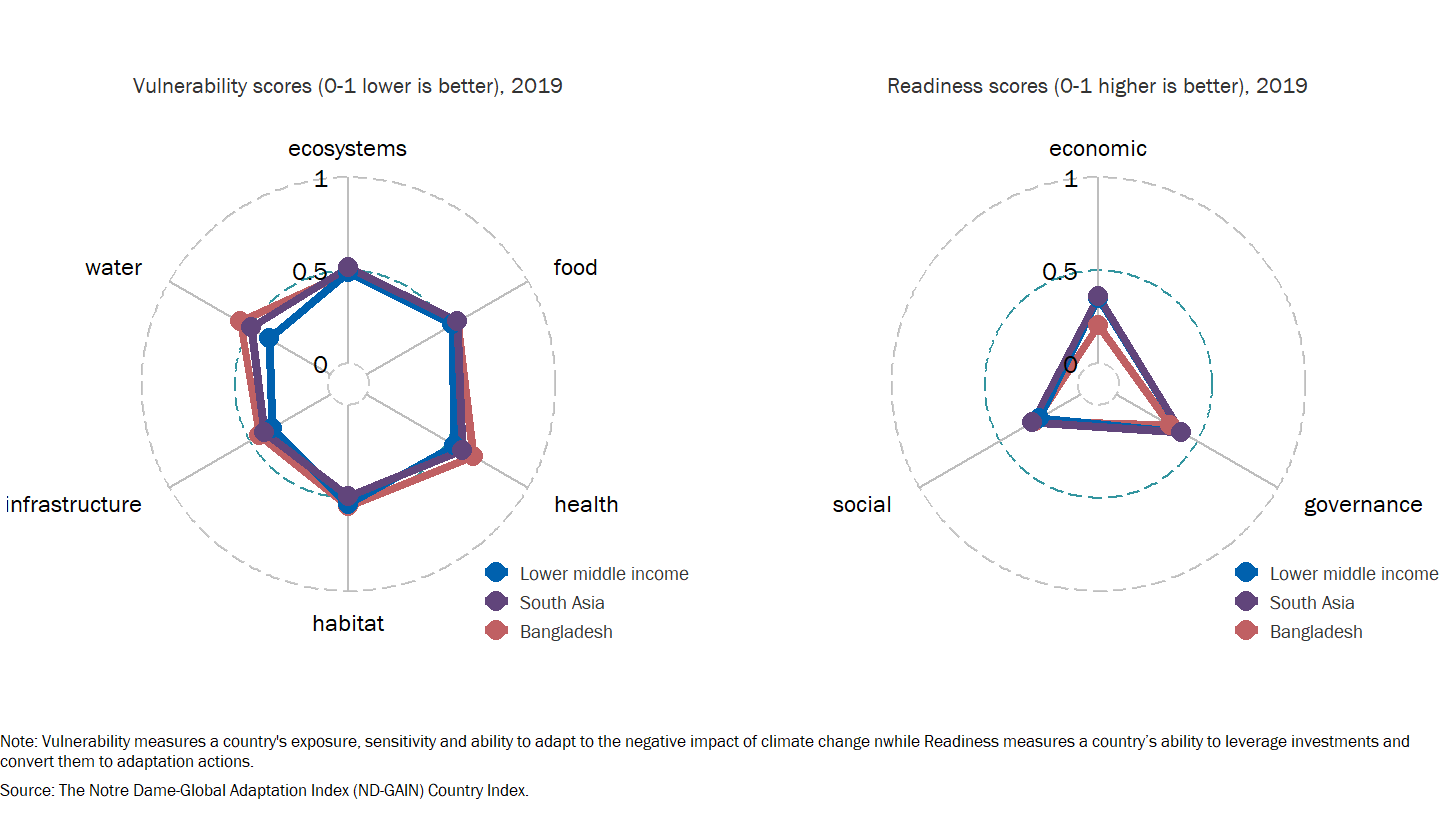 Vulnerability scores (0-1 lower is better), 2019
ecosystems
1
water
food
0.5
0
infrastructure
health
habitat
Lower middle income
South Asia
Bangladesh
Readiness scores (0-1 higher is better), 2019
economic
1
0.5
0
social
governance
Lower middle income
South Asia
Bangladesh
Note: Vulnerability measures a country's exposure, sensitivity and ability to adapt to the negative impact of climate change nwhile Readiness measures a country’s ability to leverage investments and
convert them to adaptation actions.
Source: The Notre Dame-Global Adaptation Index (ND-GAIN) Country Index.